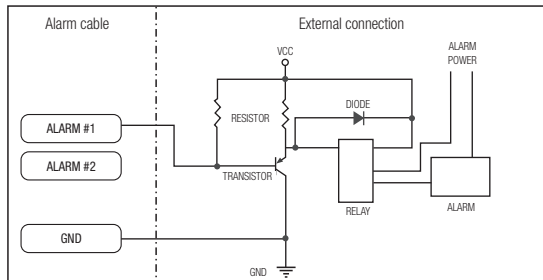 Alarm cable
External connection
VCC
ALARM
POWER
DIODE
RESISTOR
ALARM #1
ALARM #2
TRANSISTOR
RELAY
ALARM
GND
GND